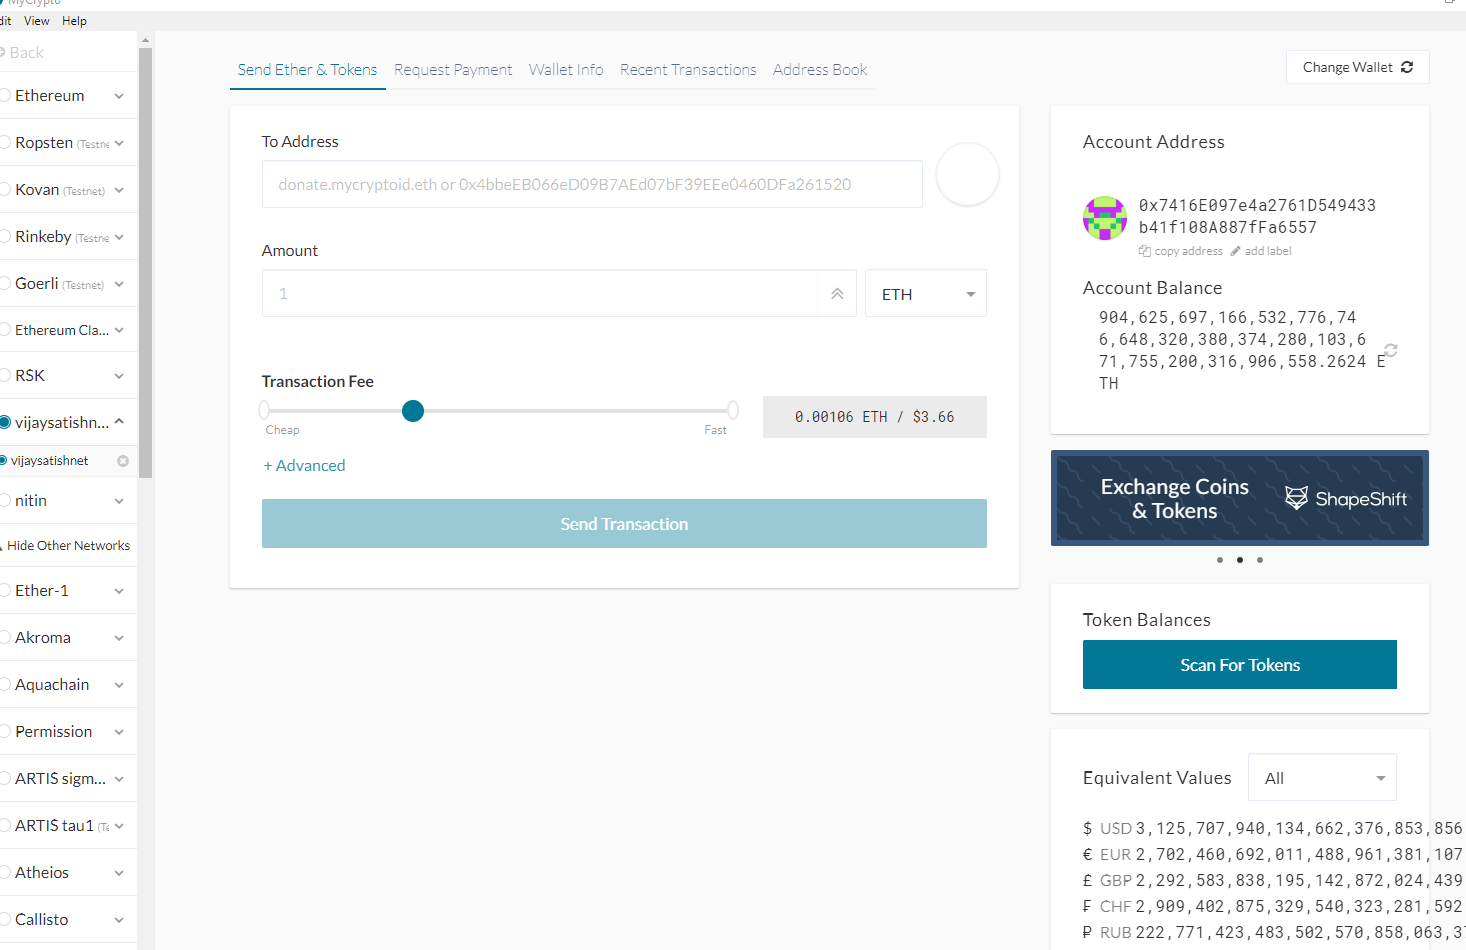 MyCrypto
dit View Help
Back
Ethereum
Ropsten (Testne
Kovan (Testnet)
Rinkeby (Testne
Goerli (Testnet)
Ethereum Cla...
RSK
vijaysatishn...
vijaysatishnet
nitin
Hide Other Networks
Ether-1
Akroma
Aquachain
Permission
ARTIS sigm...
ARTIS tau1 (Te
Atheios
Callisto
Send Ether & Tokens Request Payment Wallet Info Recent Transactions Address Book
Change Wallet
To Address
donate.mycryptoid.eth or 0x4bbeEB066eD09B7AEd07bF39EEe0460DFa261520
Amount
1
ETH
Transaction Fee
Cheap Fast
0.00106 ETH / $3.66
+ Advanced
Send Transaction
Account Address
0x7416E097e4a2761D549433
b41f108A887fFa6557
copy address add label
Account Balance
904,625,697,166,532,776,74
6,648,320,380,374,280,103,6
71,755,200,316,906,558.2624 E
TH
Exchange Coins
& Tokens
ShapeShift
Token Balances
Scan For Tokens
Equivalent Values All
$ USD 3,125,707,940,134,662,376,853,856
€ EUR 2,702,460,692,011,488,961,381,107
£ GBP 2,292,583,838,195,142,872,024,439
₣ CHF 2,909,402,875,329,540,323,281,592
₽ RUB 222,771,423,483,502,570,858,063,3